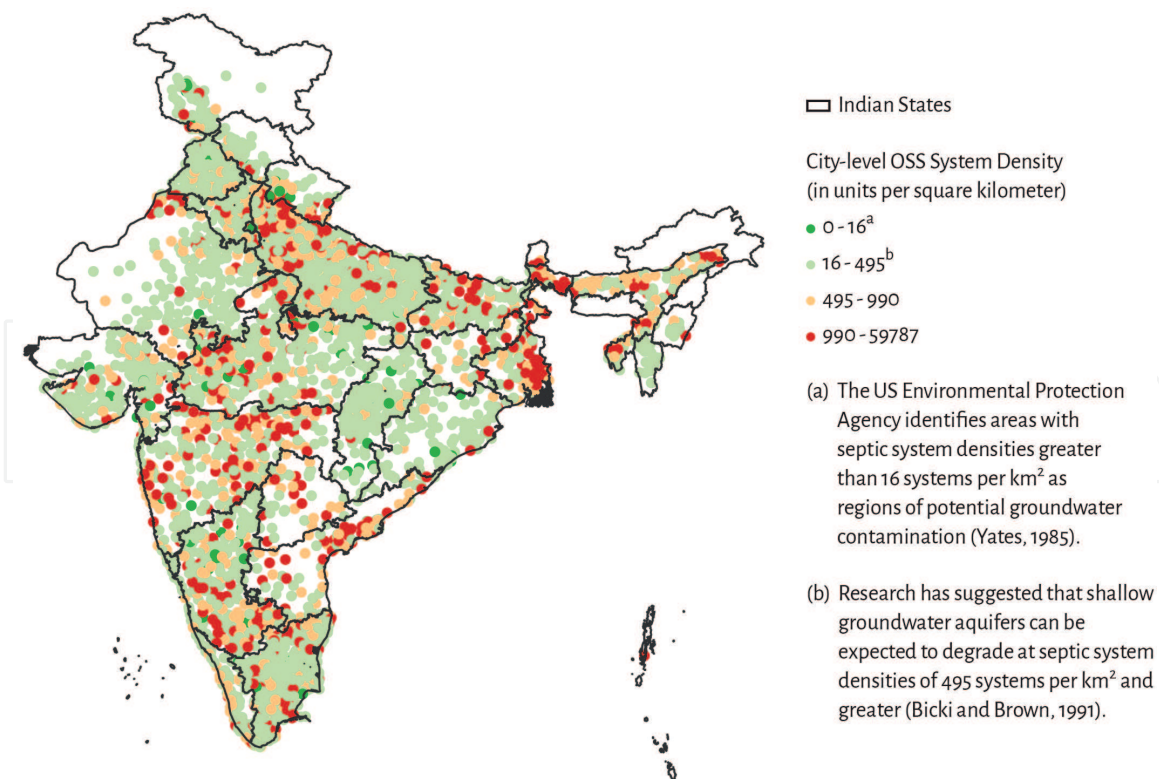 Indian States
City-level OSS System Density
(in units per square kilometer)
0-16ᵃ
16-495ᵇ
495-990
990-59787
(a) The US Environmental Protection
Agency identifies areas with
septic system densities greater
than 16 systems per km² as
regions of potential groundwater
contamination (Yates, 1985).
(b) Research has suggested that shallow
groundwater aquifers can be
expected to degrade at septic system
densities of 495 systems per km² and
greater (Bicki and Brown, 1991).